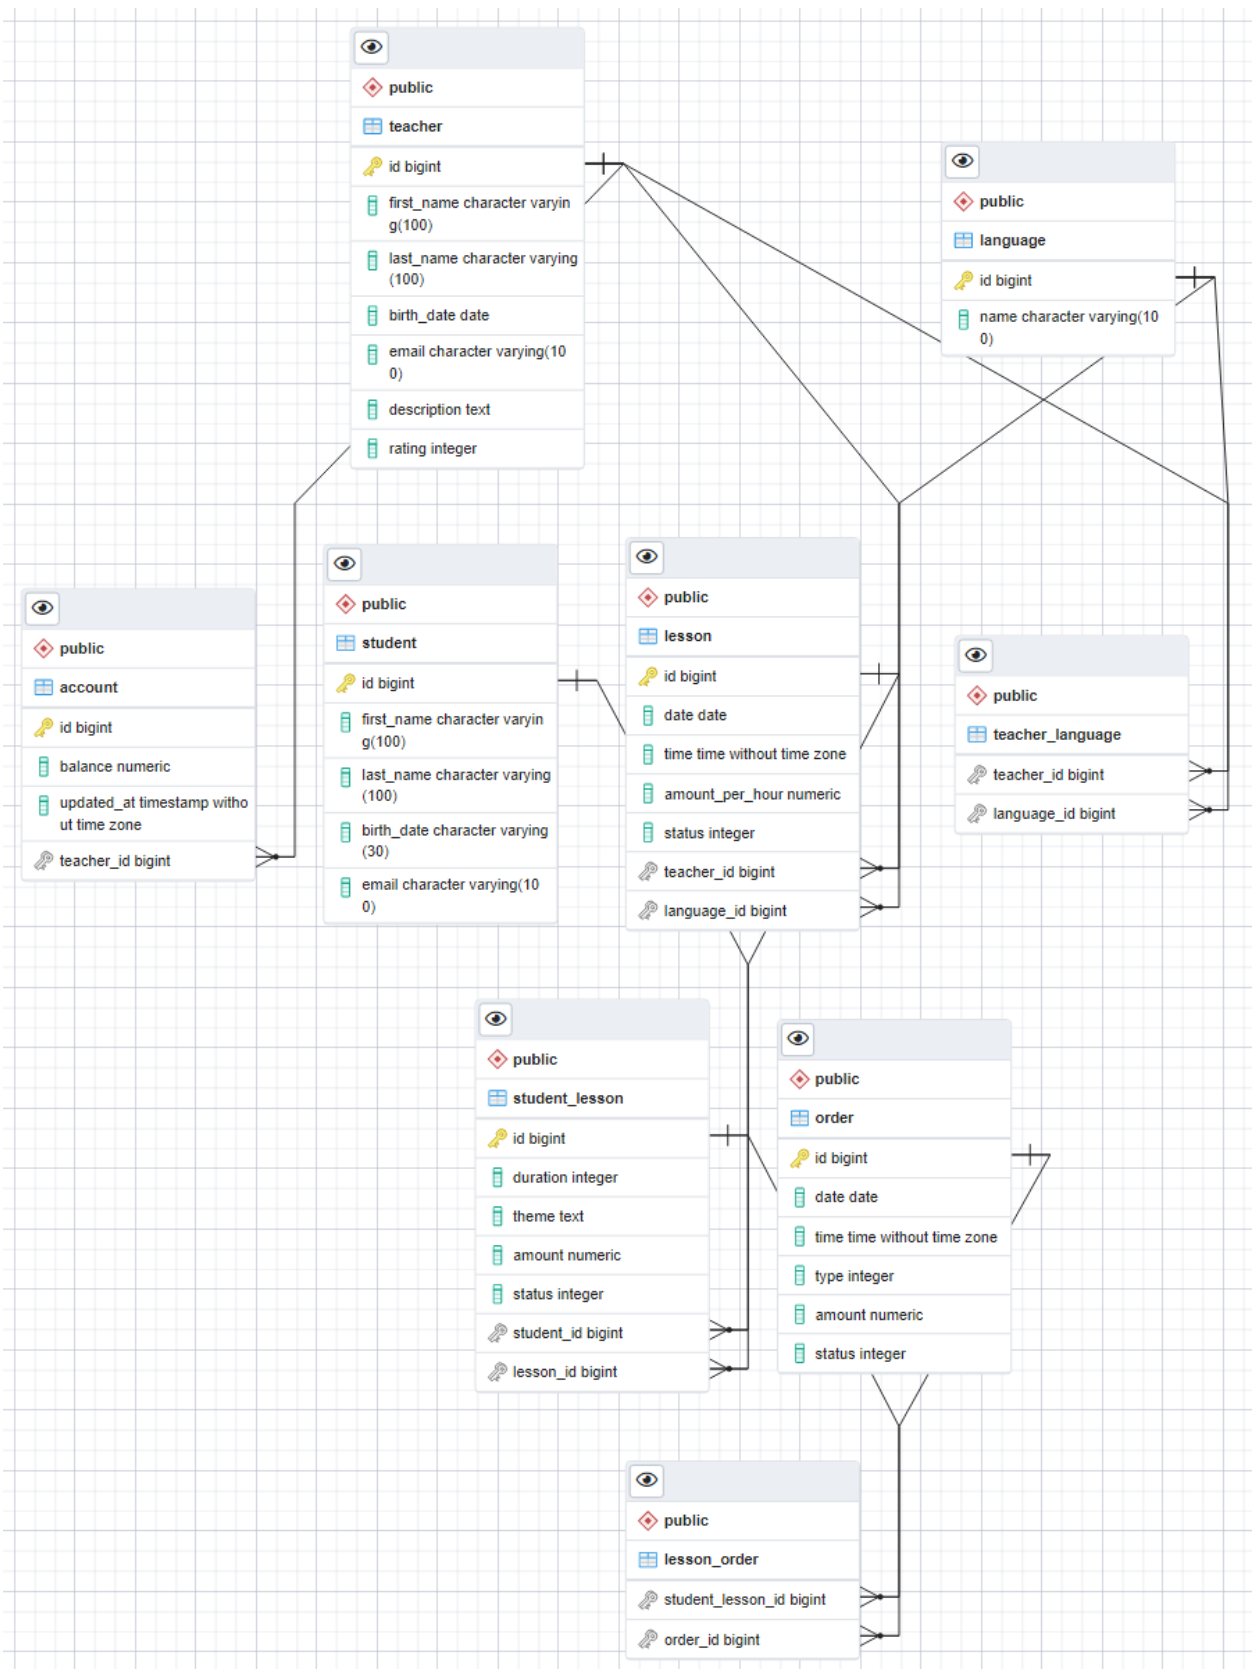 public
teacher
id bigint
first_name character varyin
g(100)
last_name character varying
(100)
birth_date date
email character varying(10
0)
description text
rating integer
public
language
id bigint
name character varying(10
0)
public
account
id bigint
balance numeric
updated_at timestamp witho
ut time zone
teacher_id bigint
public
student
id bigint
first_name character varyin
g(100)
last_name character varying
(100)
birth_date character varying
(30)
email character varying(10
0)
public
lesson
id bigint
date date
time time without time zone
amount_per_hour numeric
status integer
teacher_id bigint
language_id bigint
public
teacher_language
teacher_id bigint
language_id bigint
public
student_lesson
id bigint
duration integer
theme text
amount numeric
status integer
student_id bigint
lesson_id bigint
public
order
id bigint
date date
time time without time zone
type integer
amount numeric
status integer
public
lesson_order
student_lesson_id bigint
order_id bigint